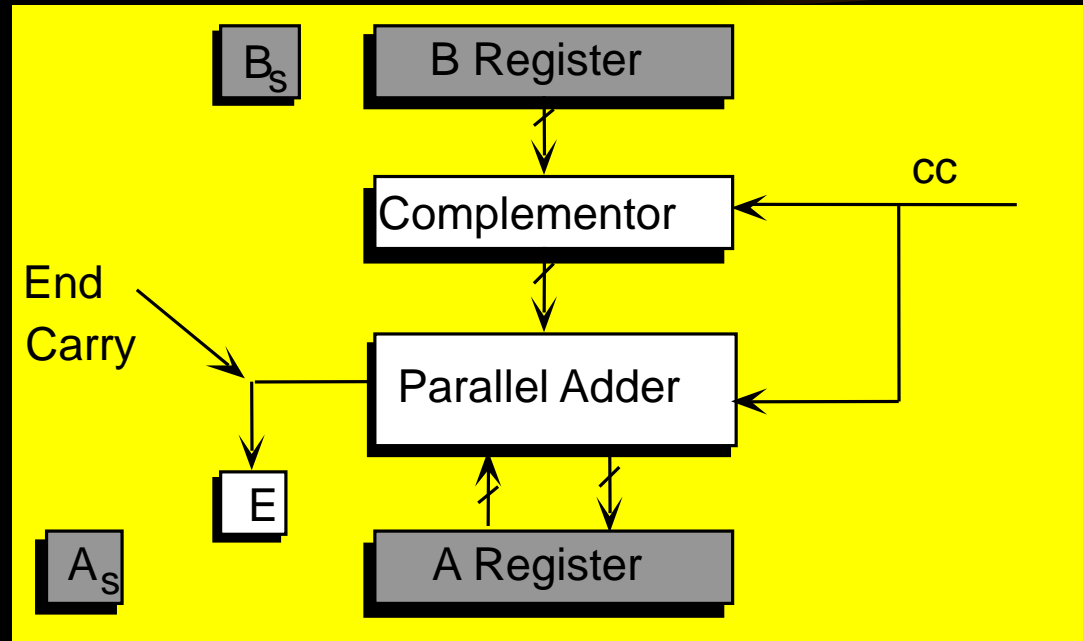 Bs B Register
cc
Complementor
End
Carry
Parallel Adder
E
As A Register